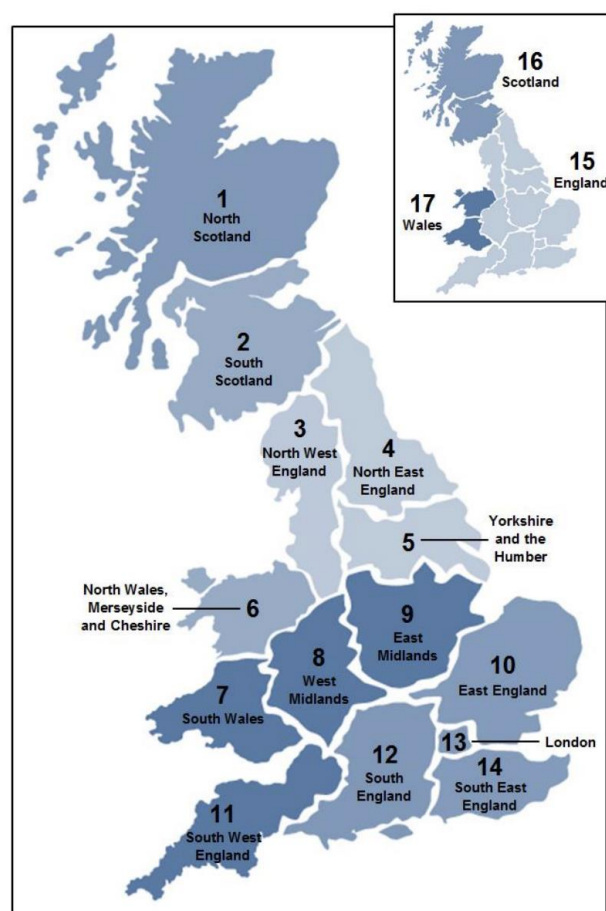 16
Scotland
15
England
17
Wales
1
North
Scotland
2
South
Scotland
3
North West
England
4
North East
England
5
Yorkshire
and the
Humber
North Wales,
Merseyside
and Cheshire
6
9
East
Midlands
8
West
Midlands
7
South Wales
10
East England
13
London
12
South
England
14
South East
England
11
South West
England